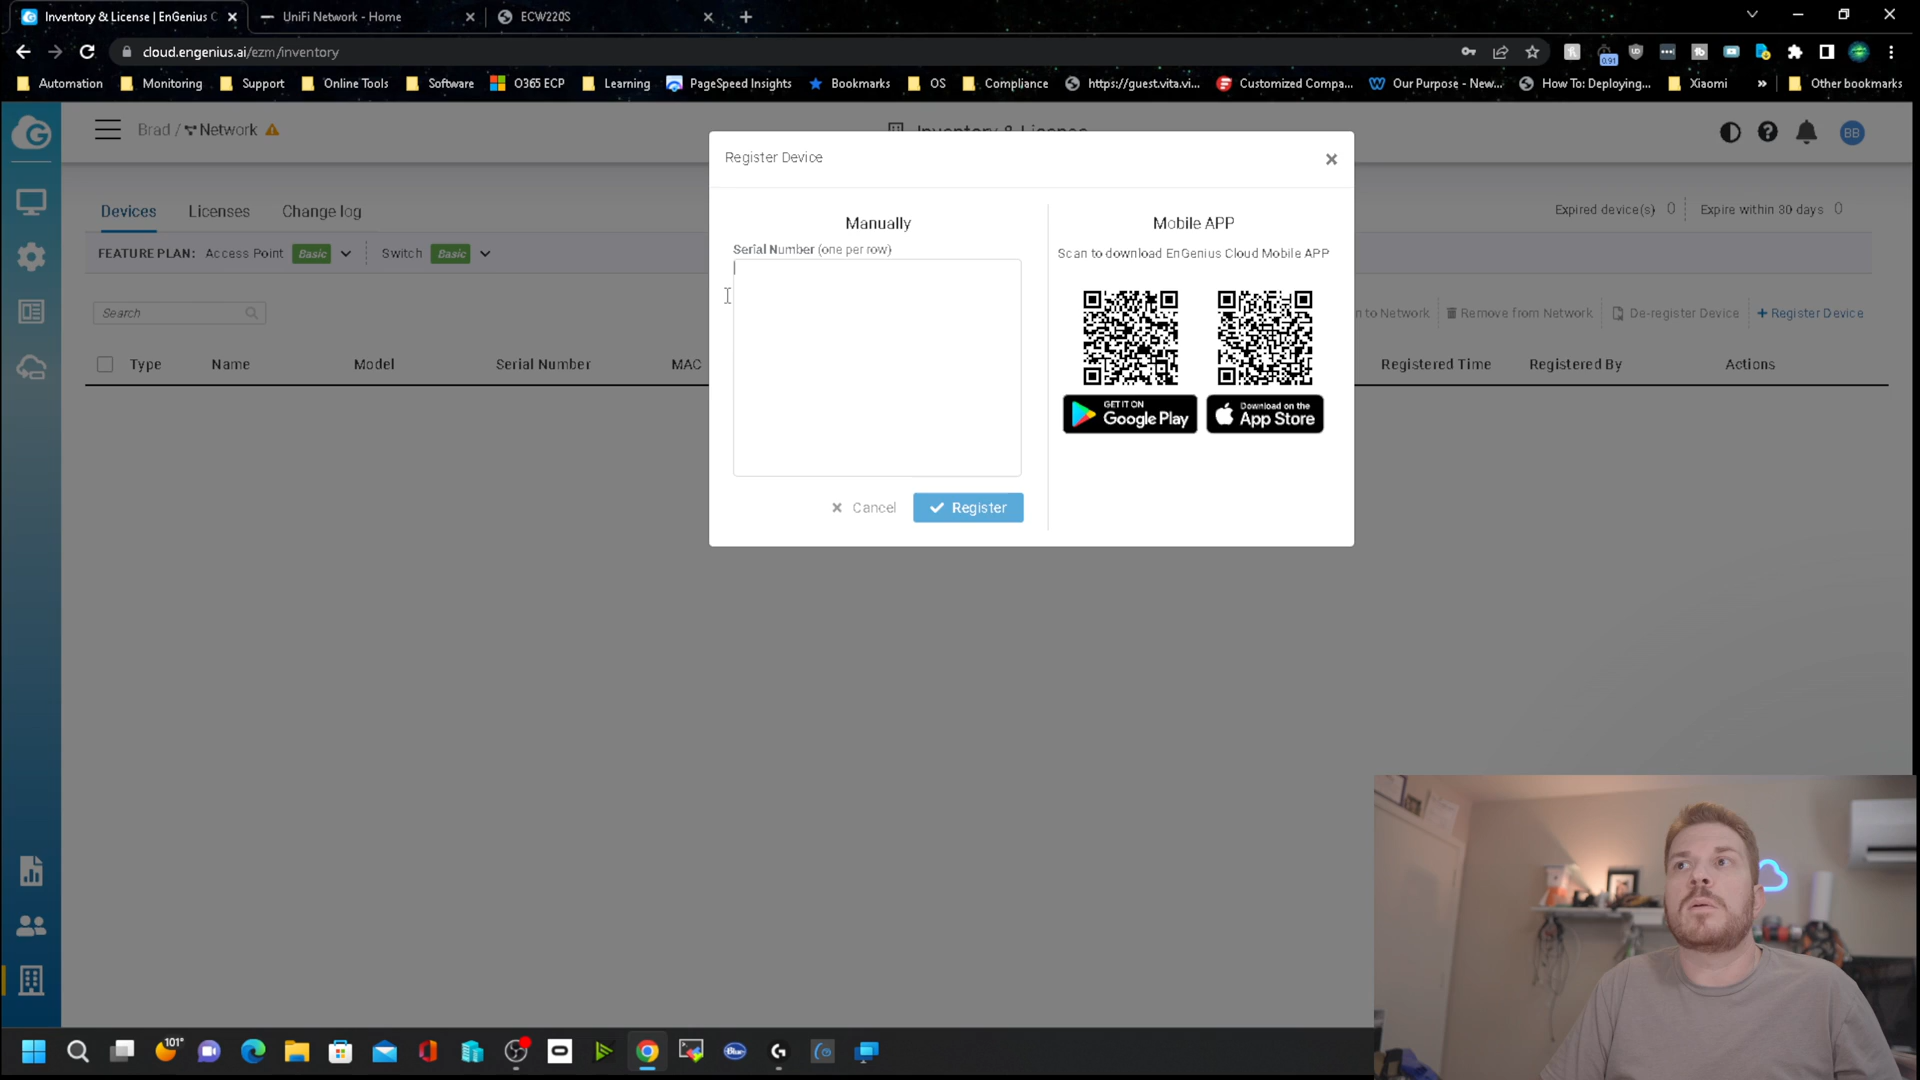 Inventory & License | EnGenius C
UniFi Network - Home
ECW220S
cloud.engenius.ai/ezm/inventory
0.91
Automation
Monitoring
Support
Online Tools
Software
O365 ECP
Learning
PageSpeed Insights
Bookmarks
OS
Compliance
https://guest.vita.vi...
Customized Compa...
Our Purpose - New...
How To: Deploying...
Xiaomi
»
Other bookmarks
Brad / Network
Inventory & License
BB
Register Device
Devices
Licenses
Change log
Expired device(s) 0
Expire within 30 days 0
FEATURE PLAN: Access Point Basic
Switch Basic
Manually
Serial Number (one per row)
Mobile APP
Scan to download EnGenius Cloud Mobile APP
Search
n to Network
Remove from Network
De-register Device
+ Register Device
Type
Name
Model
Serial Number
MAC
Registered Time
Registered By
Actions
GET IT ON
Google Play
Download on the
App Store
Cancel
Register
101°